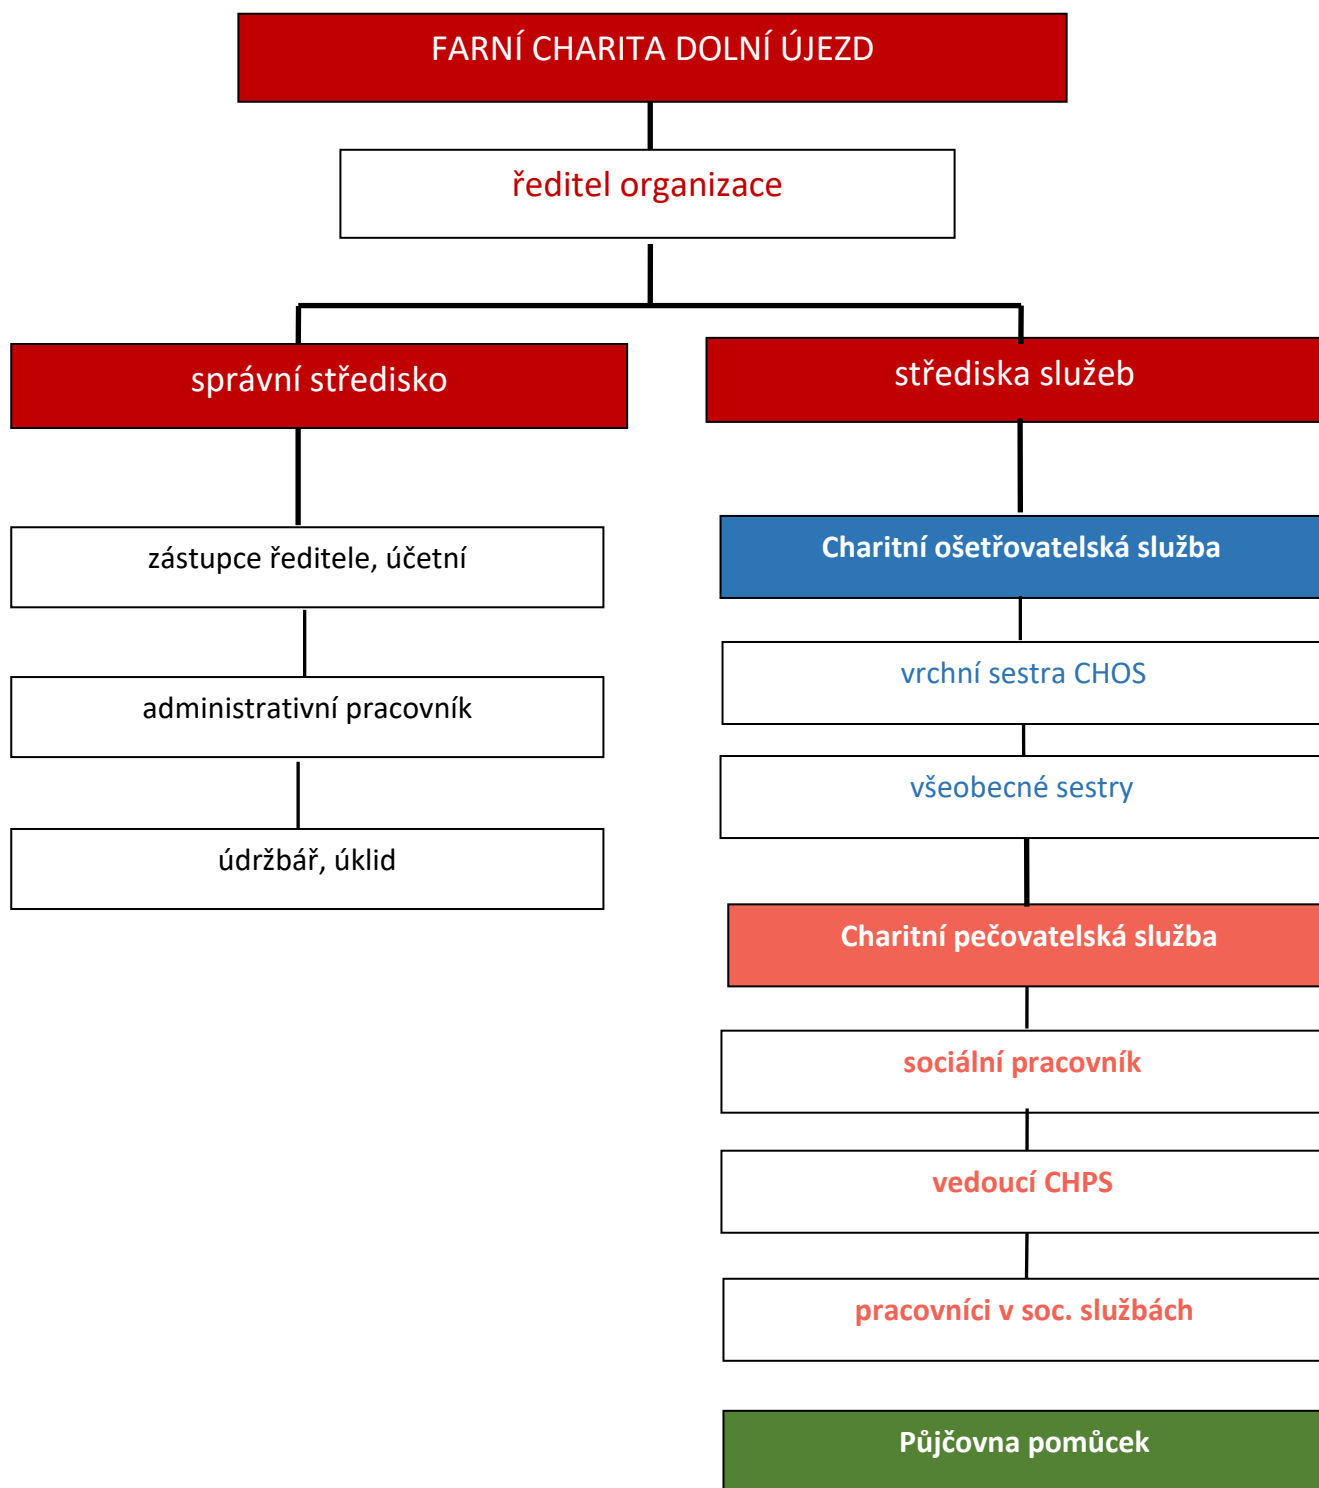 FARNÍ CHARITA DOLNÍ ÚJEZD
ředitel organizace
správní středisko
zástupce ředitele, účetní
administrativní pracovník
údržbář, úklid
střediska služeb
Charitní ošetřovatelská služba
vrchní sestra CHOS
všeobecné sestry
Charitní pečovatelská služba
sociální pracovník
vedoucí CHPS
pracovníci v soc. službách
Půjčovna pomůcek